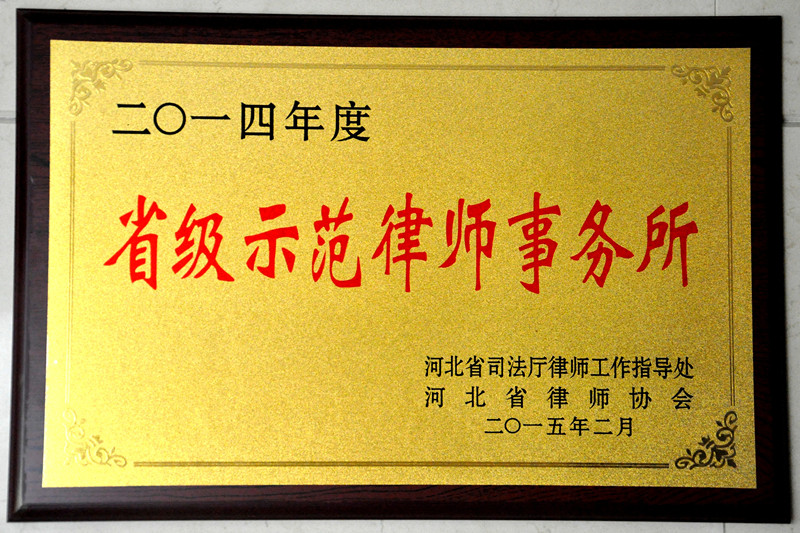 二〇一四年度
省级示范律师事务所
河北省司法厅律师工作指导处
河北省律师协会
二〇一五年二月